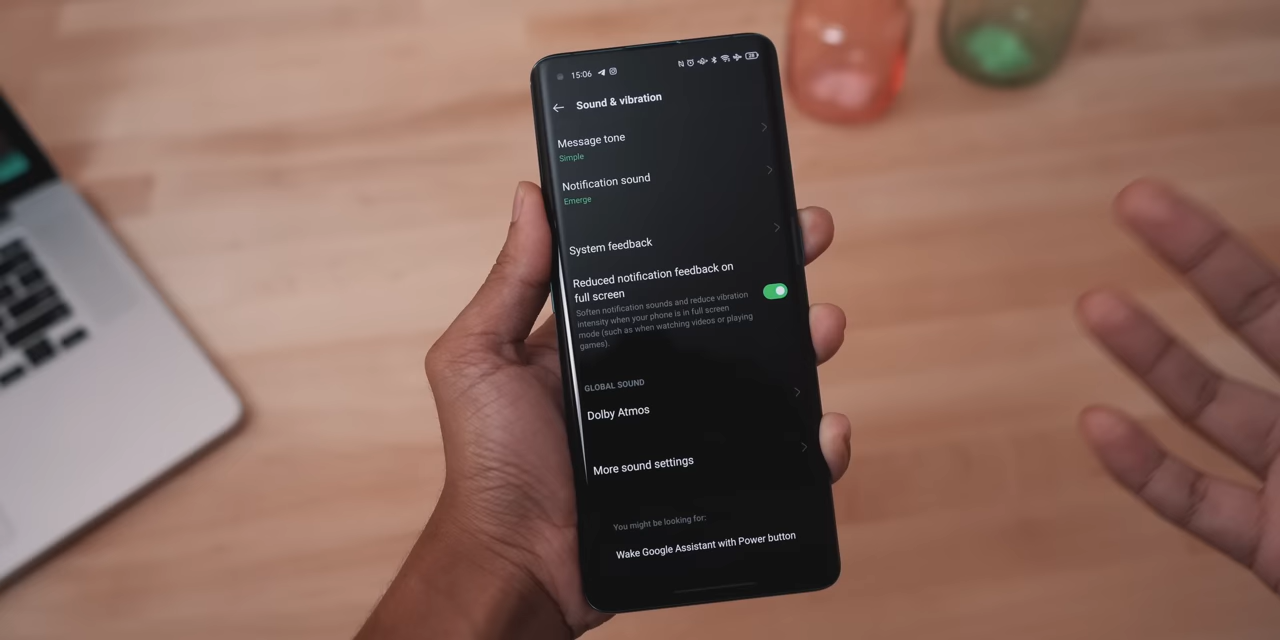 15:06
28
Sound & vibration
Message tone
Simple
Notification sound
Emerge
System feedback
Reduced notification feedback on
full screen
Soften notification sounds and reduce vibration
intensity when your phone is in full screen
mode (such as when watching videos or playing
games).
GLOBAL SOUND
Dolby Atmos
More sound settings
You might be looking for:
Wake Google Assistant with Power button